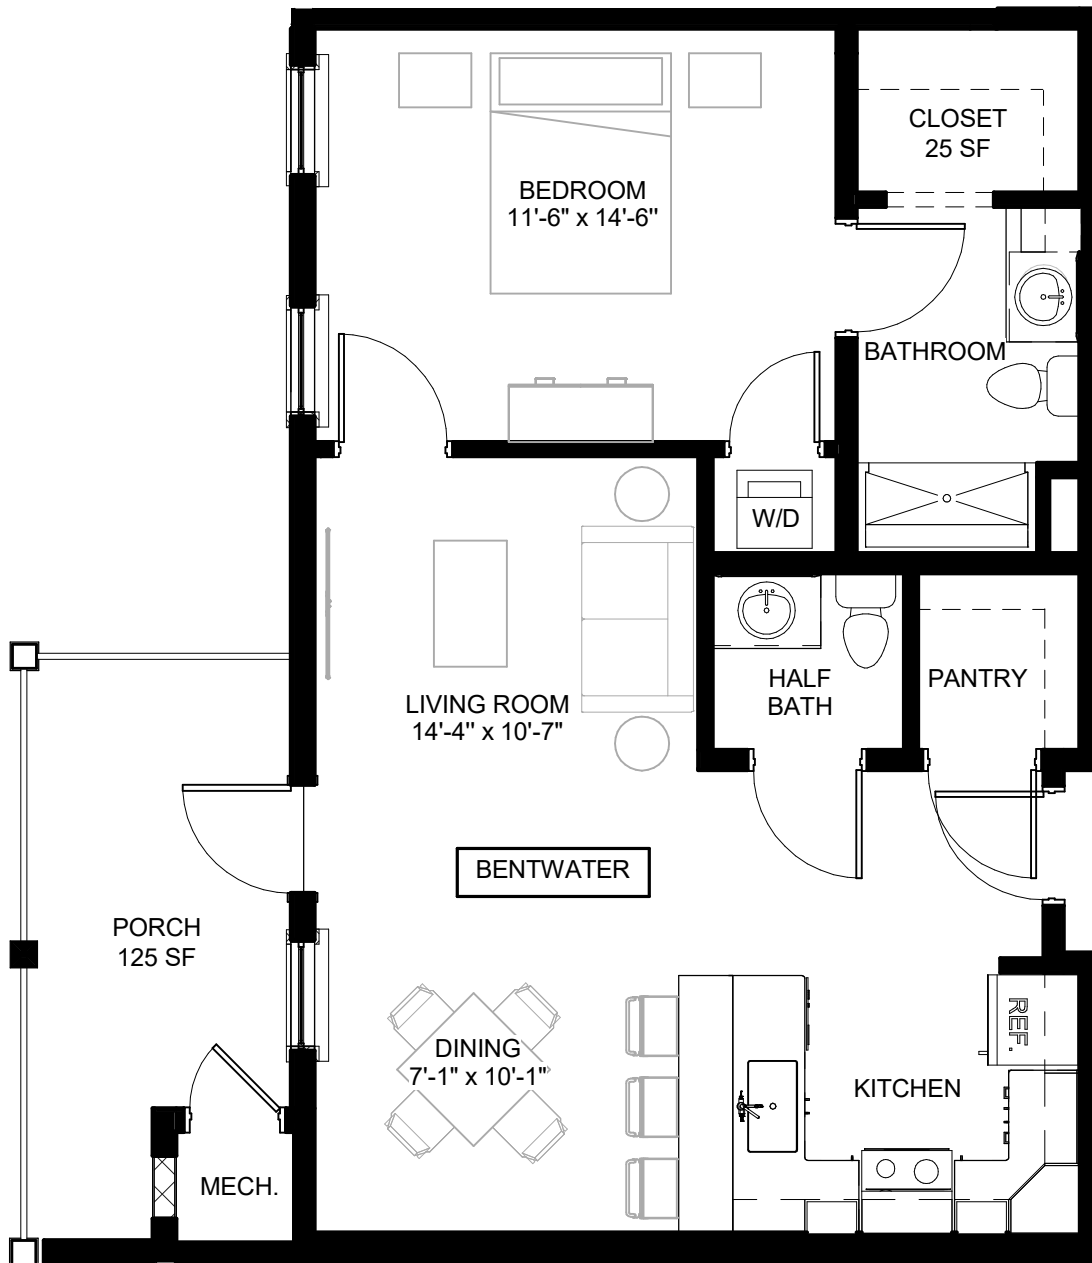 CLOSET
25 SF
BEDROOM
11'-6" x 14'-6"
BATHROOM
W/D
HALF
BATH
PANTRY
LIVING ROOM
14'-4" x 10'-7"
BENTWATER
PORCH
125 SF
REF.
DINING
7'-1" x 10'-1"
KITCHEN
MECH.